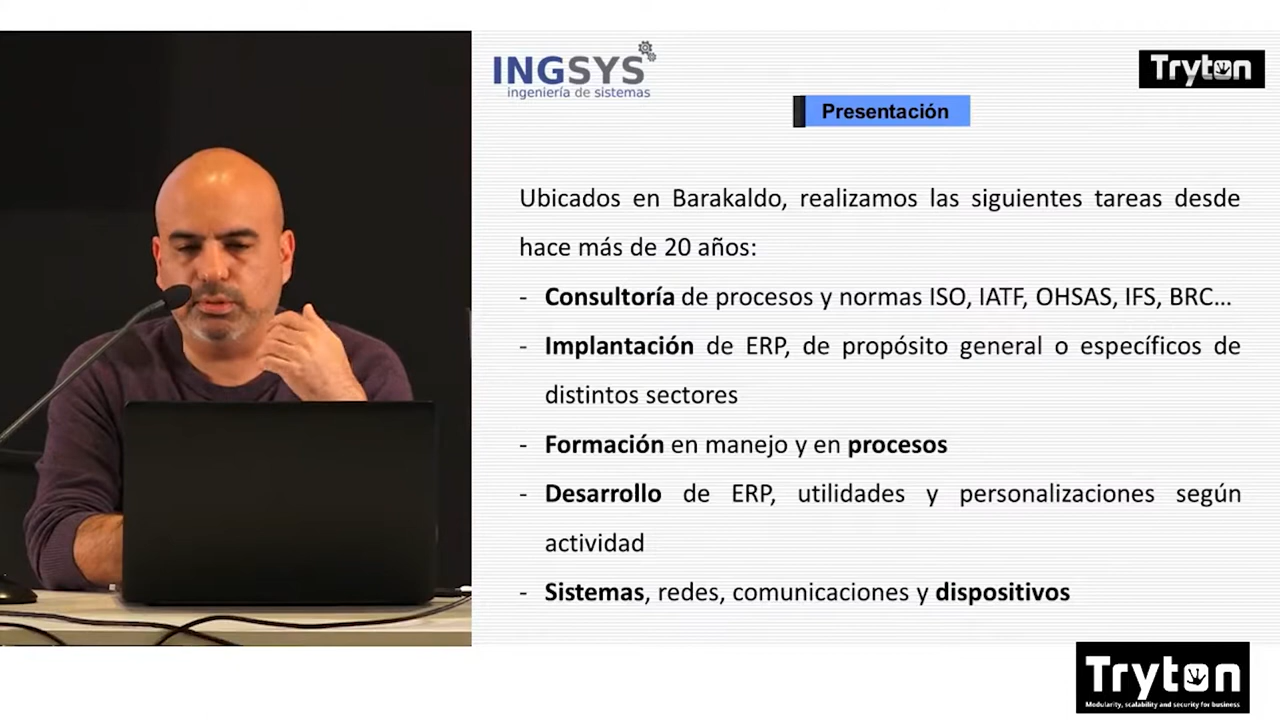 INGSYS
ingeniería de sistemas
Tryton
Presentación
Ubicados en Barakaldo, realizamos las siguientes tareas desde
hace más de 20 años:
- Consultoría de procesos y normas ISO, IATF, OHSAS, IFS, BRC...
- Implantación de ERP, de propósito general o específicos de
distintos sectores
- Formación en manejo y en procesos
- Desarrollo de ERP, utilidades y personalizaciones según
actividad
- Sistemas, redes, comunicaciones y dispositivos
Tryton
Modularity, scalability and security for business